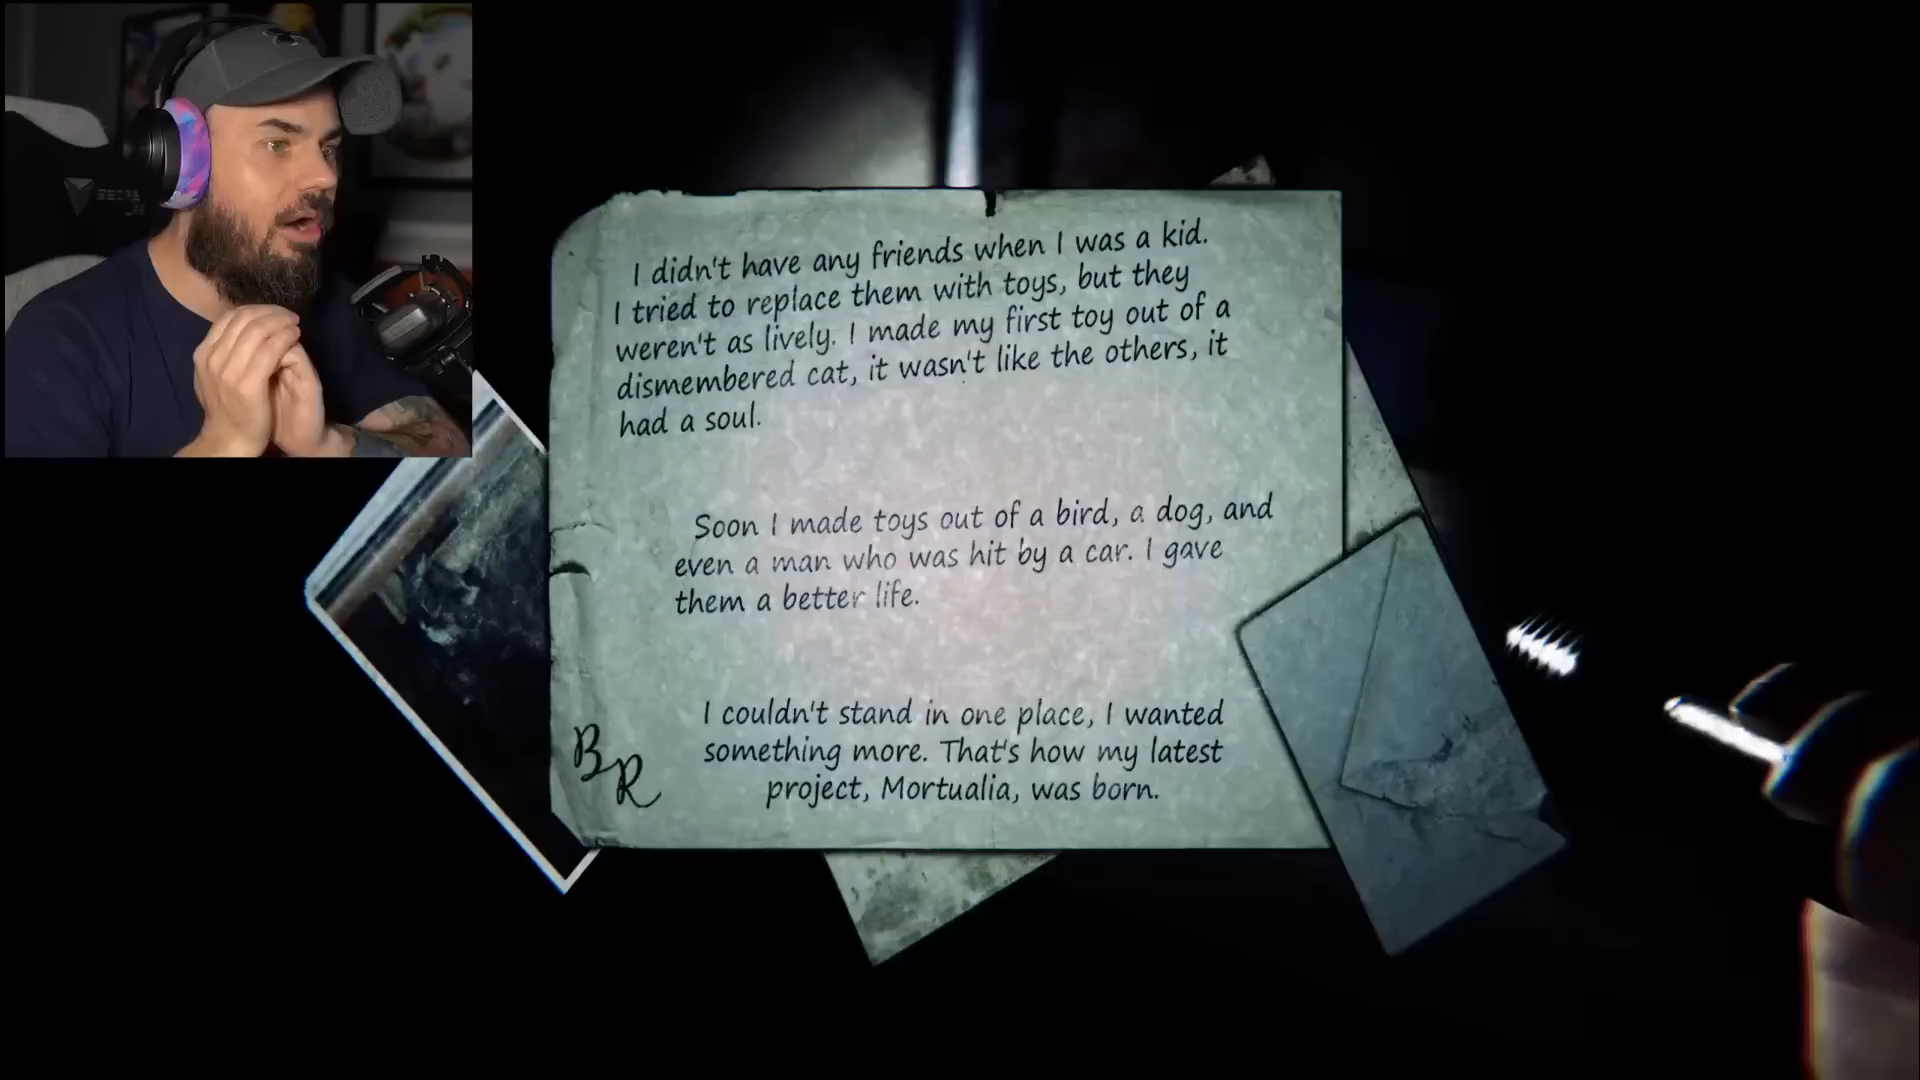 I didn't have any friends when I was a kid.
I tried to replace them with toys, but they
weren't as lively. I made my first toy out of a
dismembered cat, it wasn't like the others, it
had a soul.
Soon I made toys out of a bird, a dog, and
even a man who was hit by a car. I gave
them a better life.
I couldn't stand in one place, I wanted
something more. That's how my latest
project, Mortualia, was born.
BR